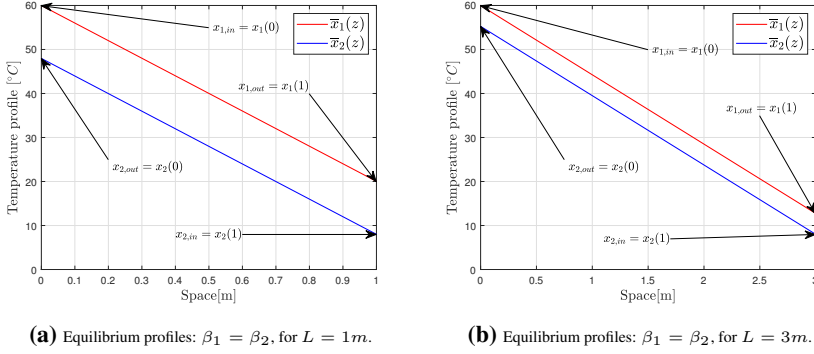 60
50
40
30
20
10
0
Temperature profile [°C]
x₁,in = x₁(0)
x̅₁(z)
x̅₂(z)
x₁,out = x₁(1)
x₂,out = x₂(0)
x₂,in = x₂(1)
0 0.1 0.2 0.3 0.4 0.5 0.6 0.7 0.8 0.9 1
Space[m]
(a) Equilibrium profiles: β₁ = β₂, for L = 1m.
60
50
40
30
20
10
0
Temperature profile [°C]
x₁,in = x₁(0)
x̅₁(z)
x̅₂(z)
x₁,out = x₁(1)
x₂,out = x₂(0)
x₂,in = x₂(1)
0 0.5 1 1.5 2 2.5 3
Space[m]
(b) Equilibrium profiles: β₁ = β₂, for L = 3m.